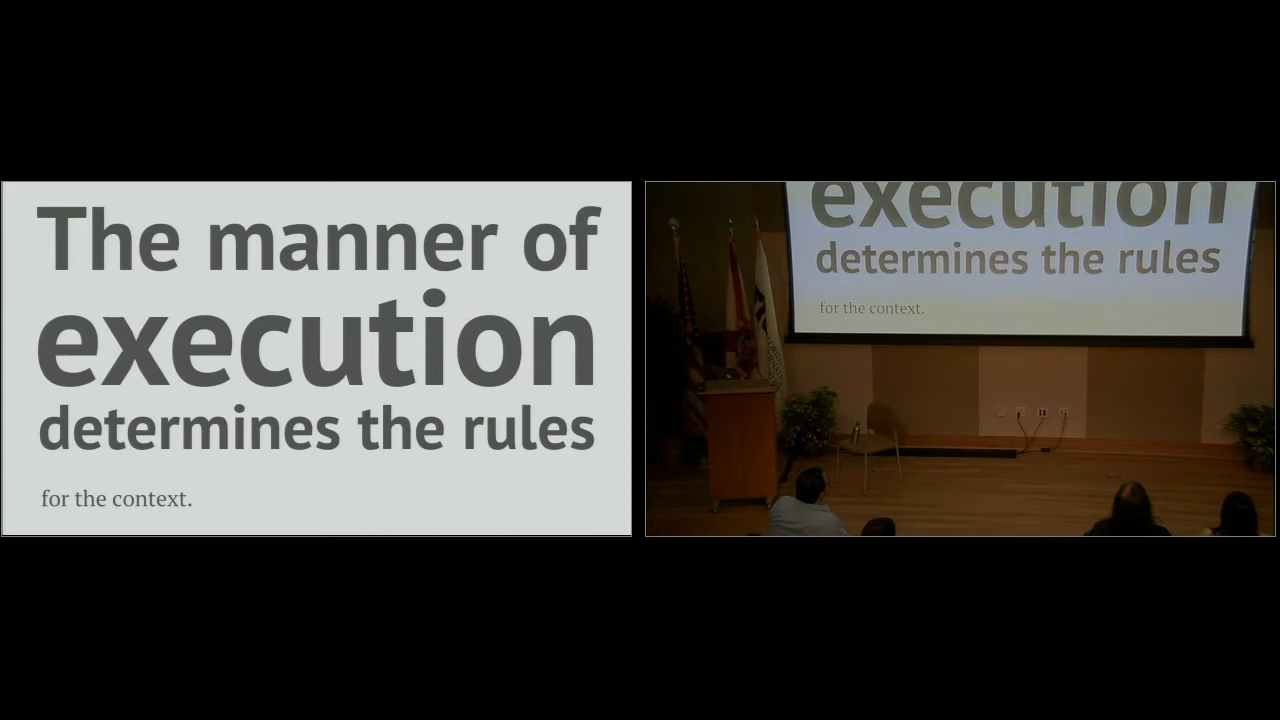 The manner of
execution
determines the rules
for the context.
execution
determines the rules
for the context.